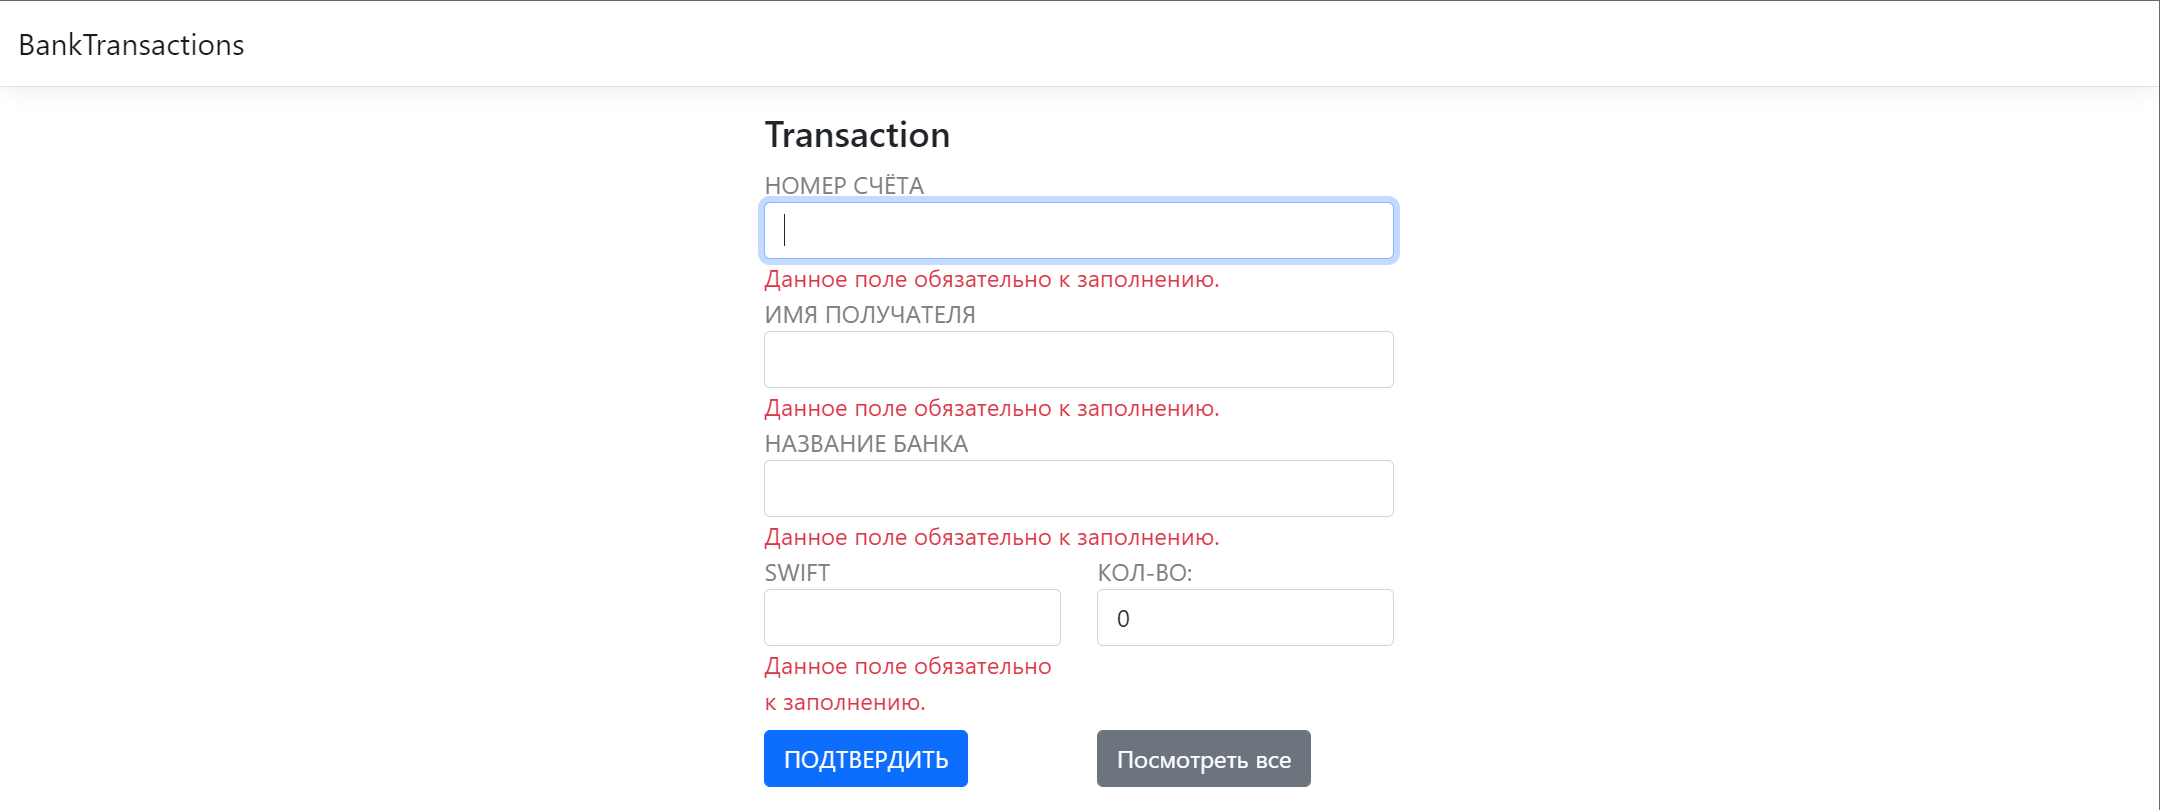 BankTransactions
Transaction
НОМЕР СЧЁТА
Данное поле обязательно к заполнению.
ИМЯ ПОЛУЧАТЕЛЯ
Данное поле обязательно к заполнению.
НАЗВАНИЕ БАНКА
Данное поле обязательно к заполнению.
SWIFT
КОЛ-ВО:
0
Данное поле обязательно
к заполнению.
ПОДТВЕРДИТЬ
Посмотреть все